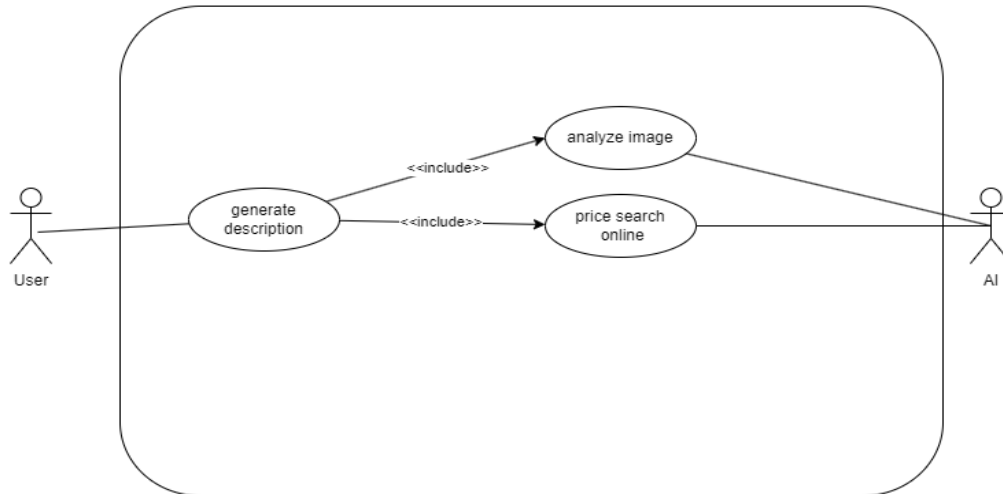 analyze image
<<include>>
generate
description
<<include>>
price search
online
User
AI